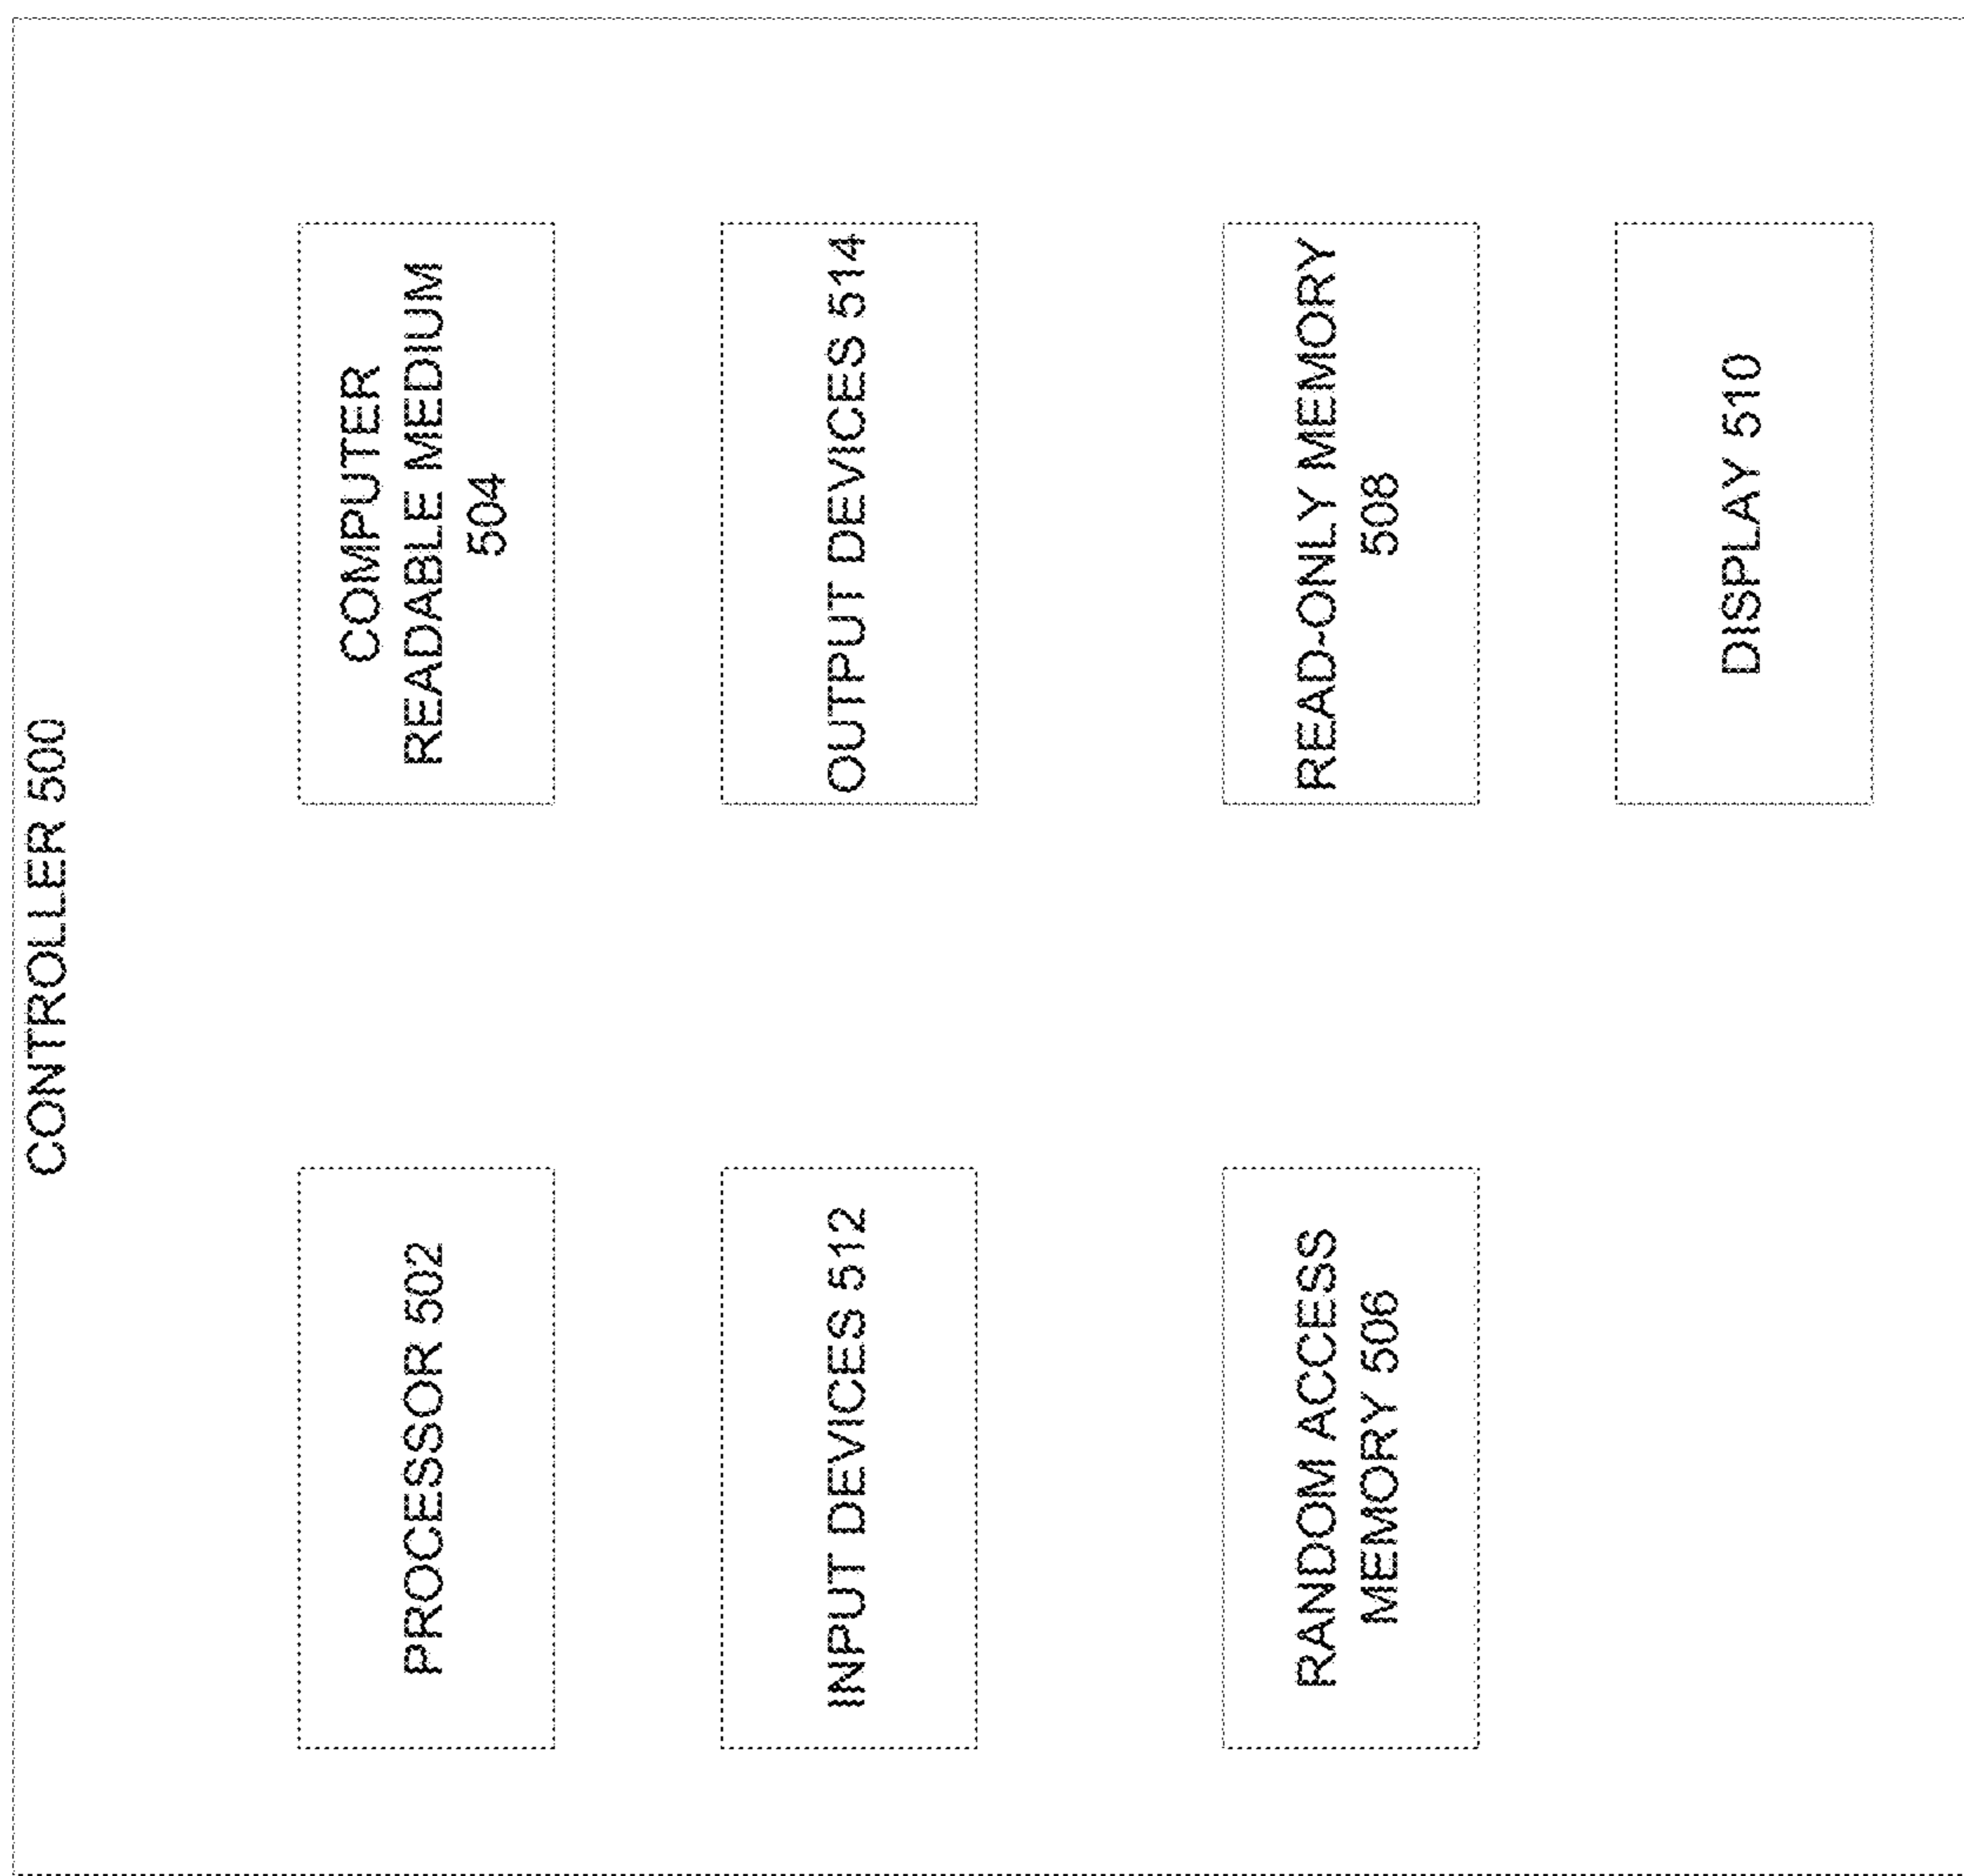 CONTROLLER 500
PROCESSOR 502
COMPUTER
READABLE MEDIUM
504
INPUT DEVICES 512
OUTPUT DEVICES 514
RANDOM ACCESS
MEMORY 506
READ-ONLY MEMORY
508
DISPLAY 510